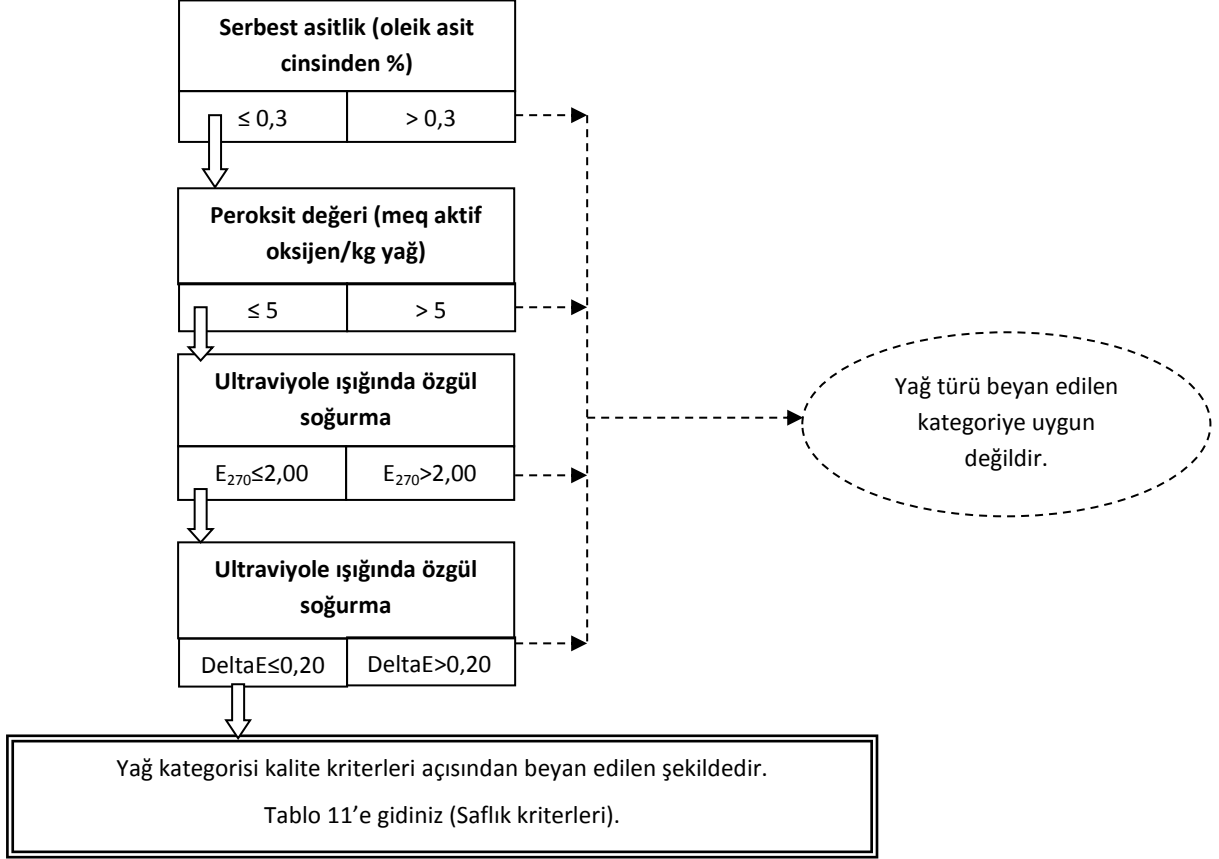 Serbest asitlik (oleik asit
cinsinden %)
≤ 0,3
> 0,3
Peroksit değeri (meq aktif
oksijen/kg yağ)
≤ 5
> 5
Ultraviyole ışığında özgül
soğurma
E₂₇₀≤2,00
E₂₇₀>2,00
Ultraviyole ışığında özgül
soğurma
DeltaE≤0,20
DeltaE>0,20
Yağ türü beyan edilen
kategoriye uygun
değildir.
Yağ kategorisi kalite kriterleri açısından beyan edilen şekildedir.
Tablo 11’e gidiniz (Saflık kriterleri).